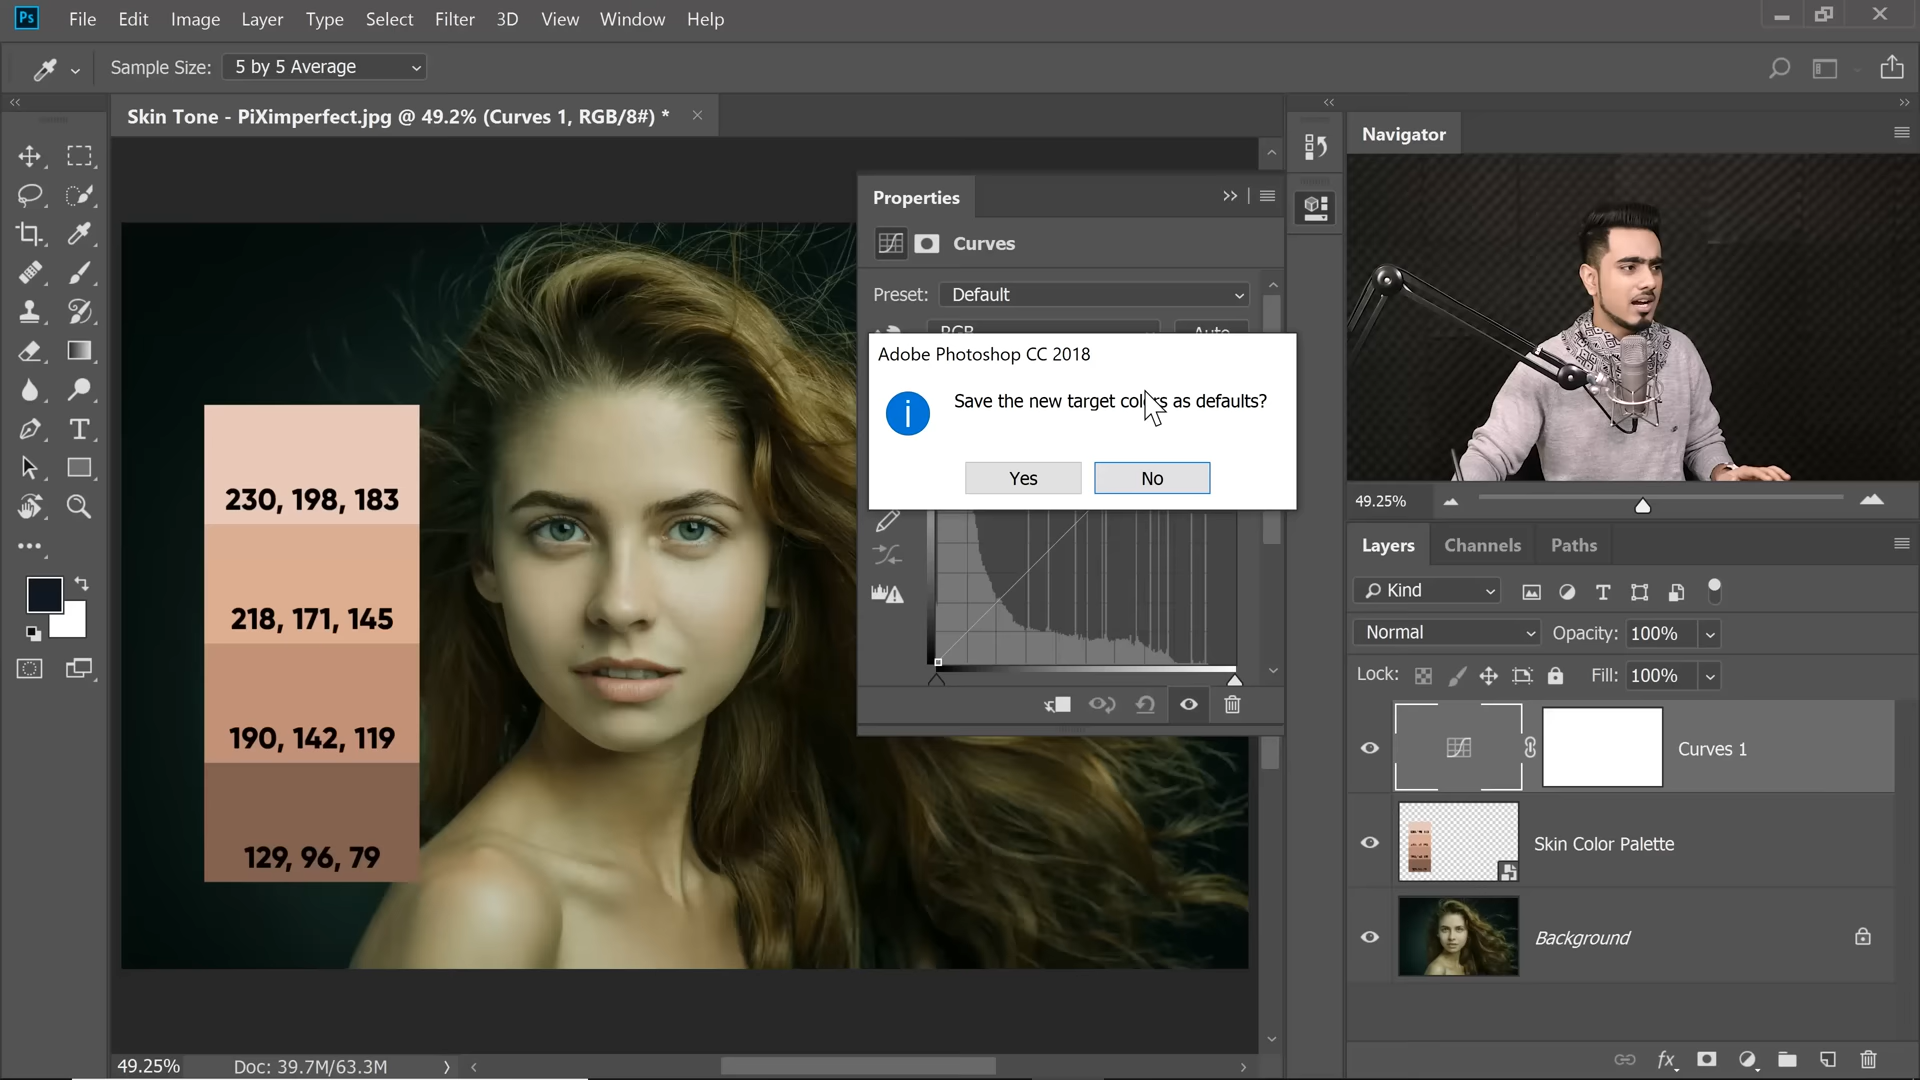 Ps File Edit Image Layer Type Select Filter 3D View Window Help
Sample Size: 5 by 5 Average
Skin Tone - PiXimperfect.jpg @ 49.2% (Curves 1, RGB/8#) *
Navigator
Properties
Curves
Preset: Default
RGB Auto
Adobe Photoshop CC 2018
Save the new target colors as defaults?
Yes No
230, 198, 183
218, 171, 145
190, 142, 119
129, 96, 79
49.25%
Layers Channels Paths
Kind
Normal Opacity: 100%
Lock: Fill: 100%
Curves 1
Skin Color Palette
Background
fx
49.25% Doc: 39.7M/63.3M